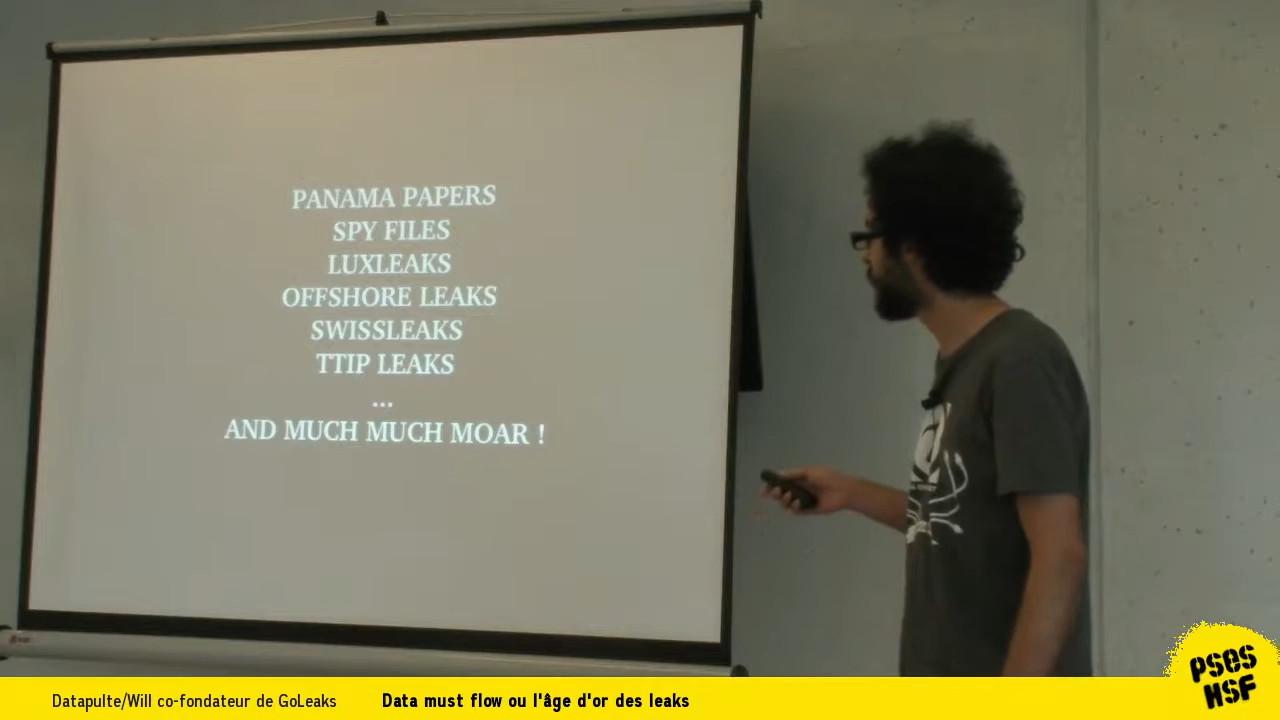 PANAMA PAPERS
SPY FILES
LUXLEAKS
OFFSHORE LEAKS
SWISSLEAKS
TTIP LEAKS
...
AND MUCH MUCH MOAR !
Datapulte/Will co-fondateur de GoLeaks
Data must flow ou l'âge d'or des leaks
PSES
HSF